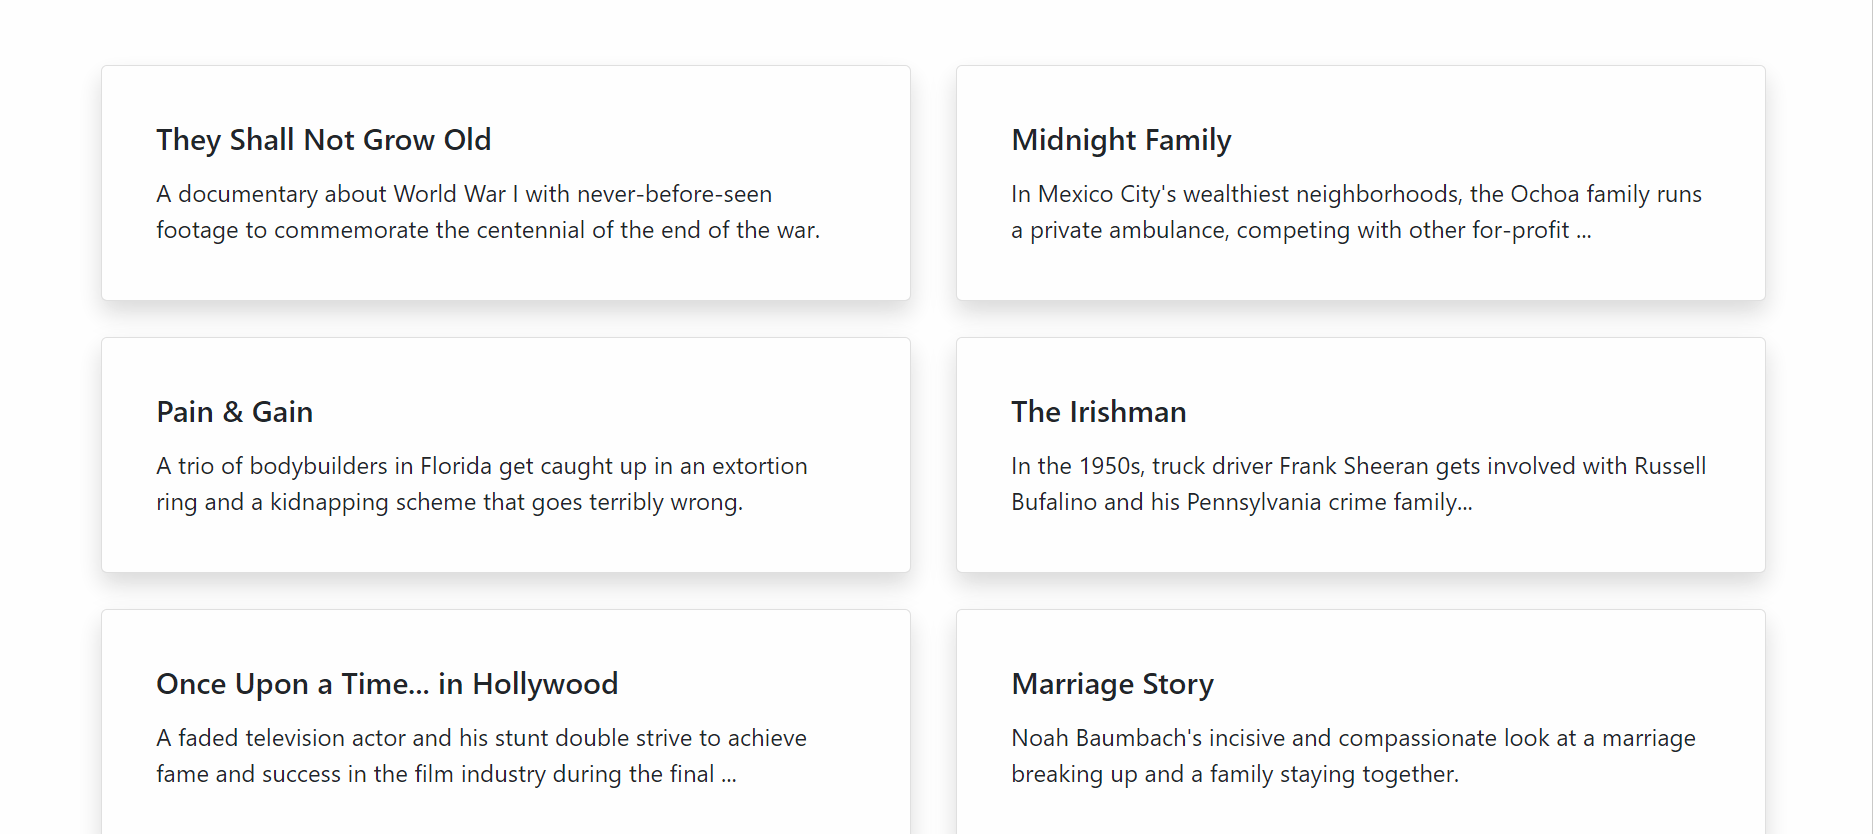 They Shall Not Grow Old
A documentary about World War I with never-before-seen
footage to commemorate the centennial of the end of the war.
Midnight Family
In Mexico City's wealthiest neighborhoods, the Ochoa family runs
a private ambulance, competing with other for-profit ...
Pain & Gain
A trio of bodybuilders in Florida get caught up in an extortion
ring and a kidnapping scheme that goes terribly wrong.
The Irishman
In the 1950s, truck driver Frank Sheeran gets involved with Russell
Bufalino and his Pennsylvania crime family...
Once Upon a Time... in Hollywood
A faded television actor and his stunt double strive to achieve
fame and success in the film industry during the final ...
Marriage Story
Noah Baumbach's incisive and compassionate look at a marriage
breaking up and a family staying together.